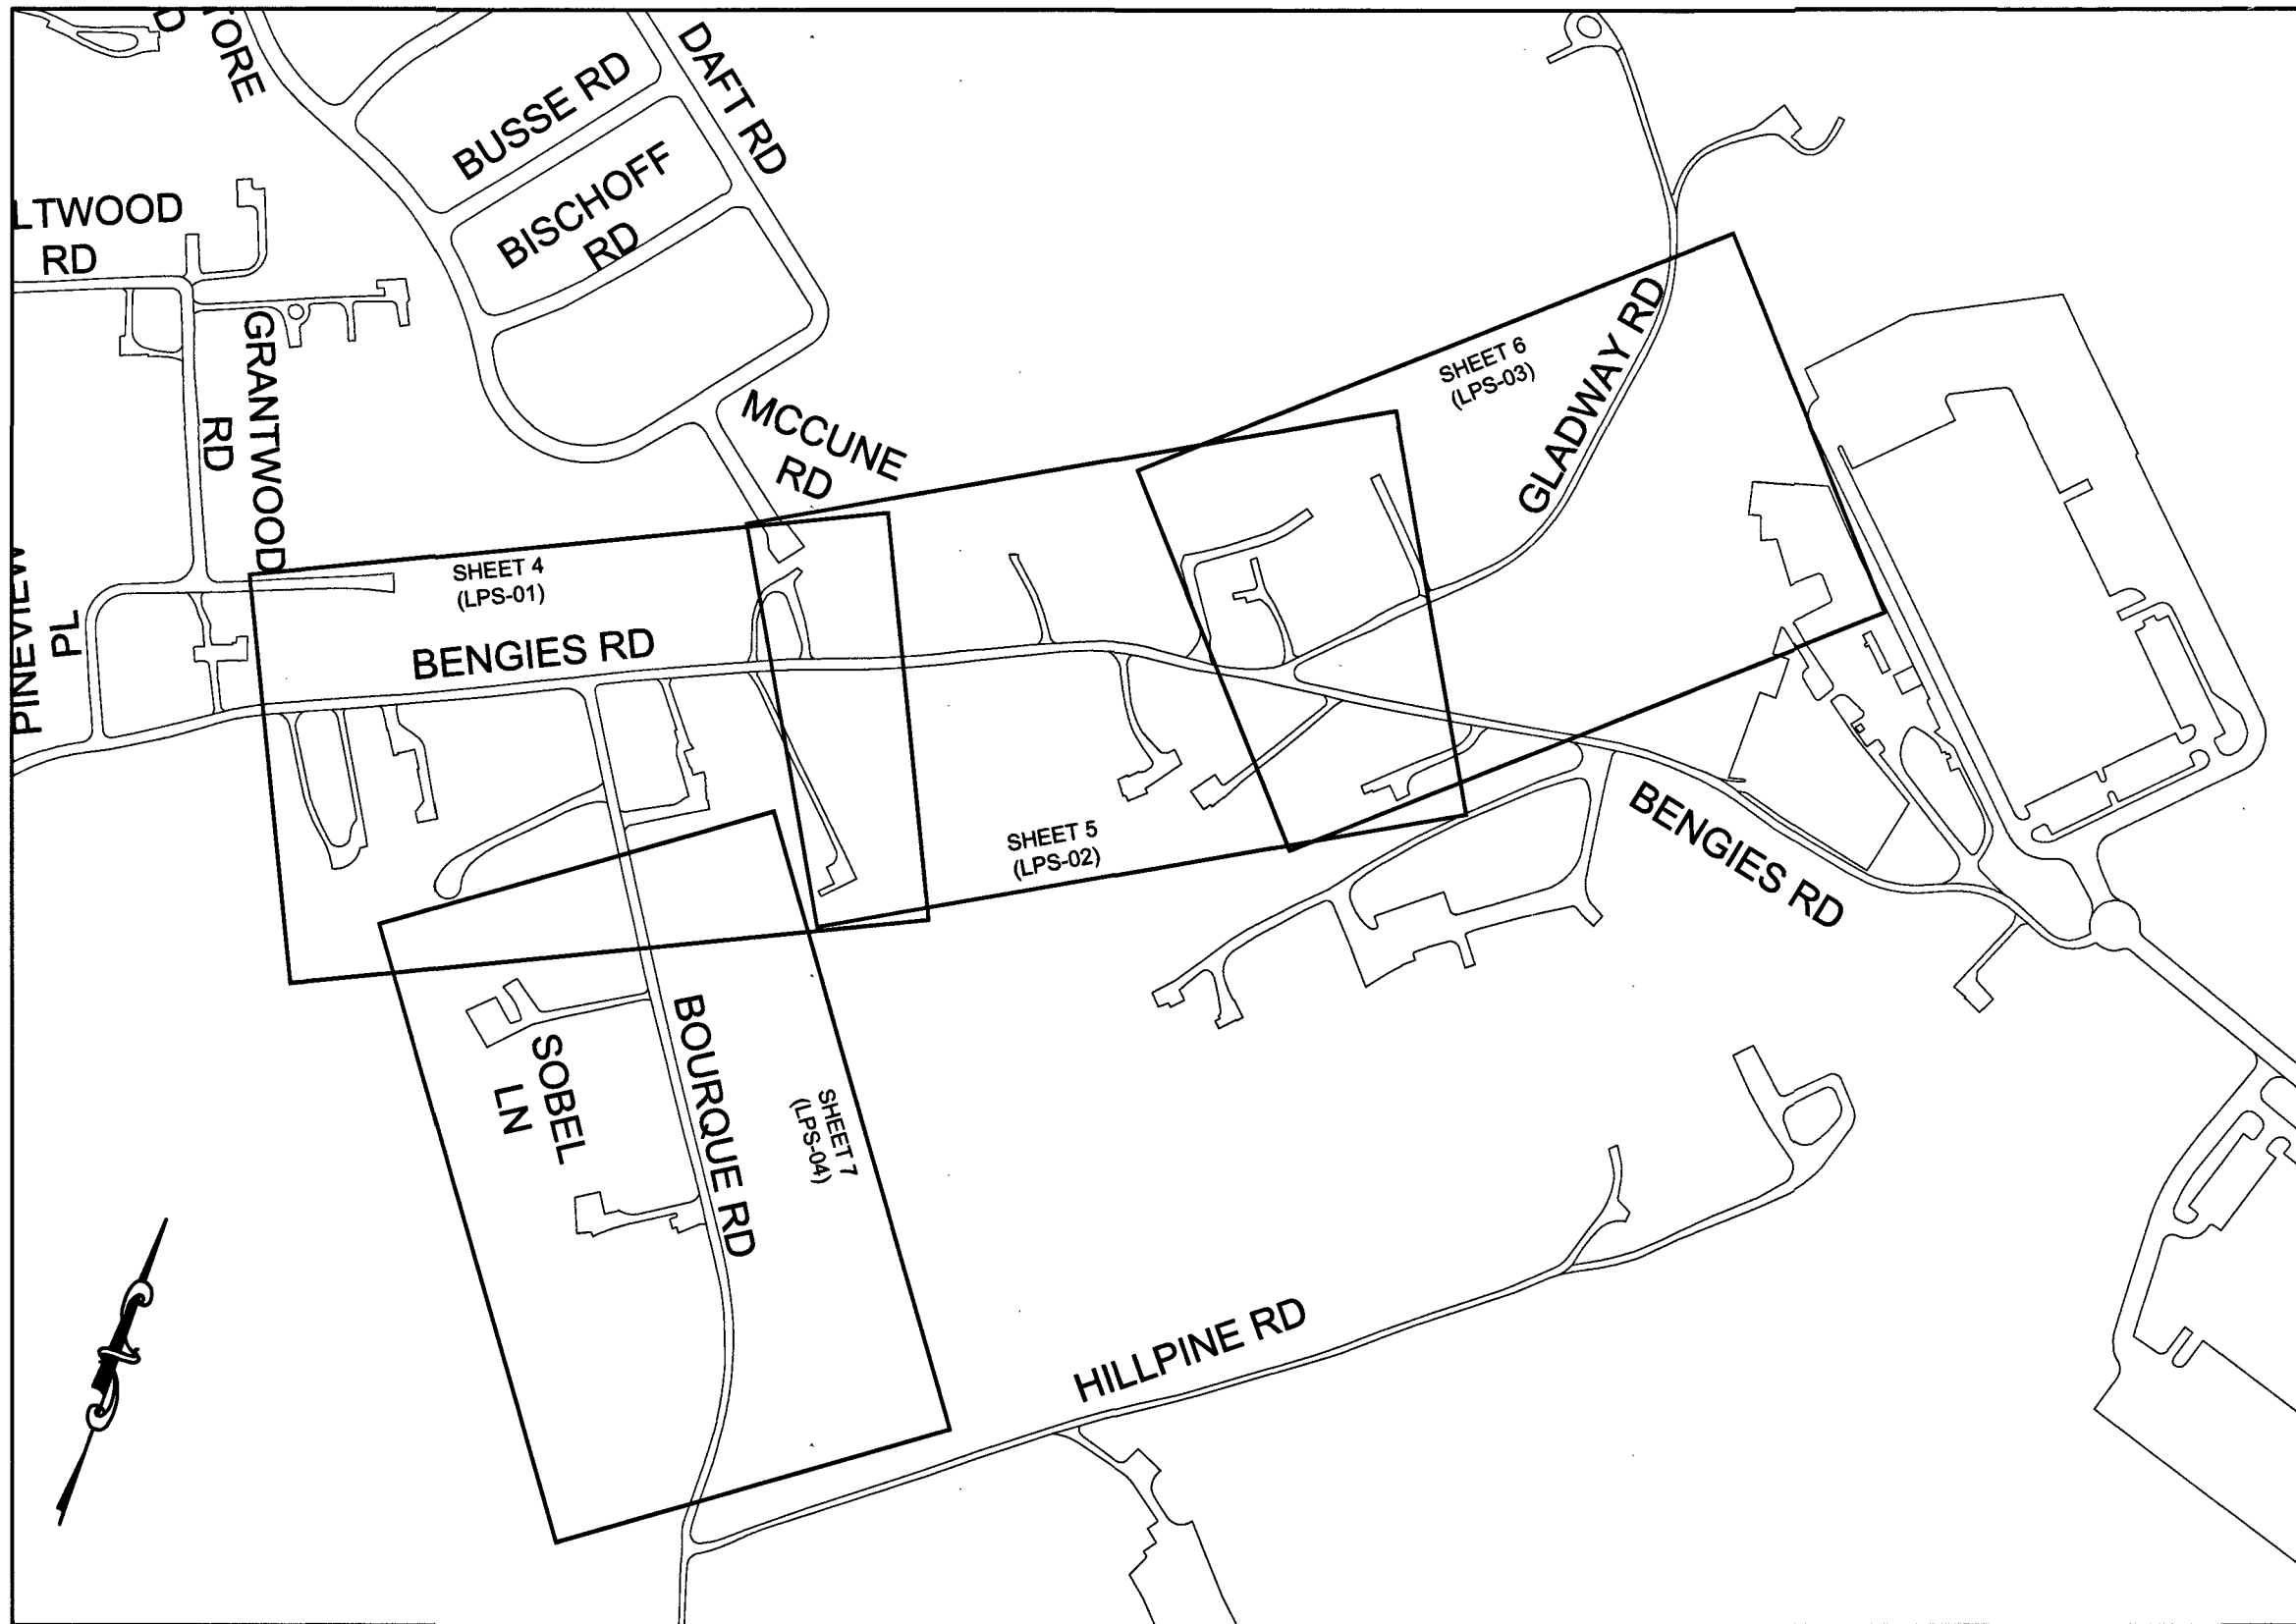 TORE
DAFT RD
BUSSE RD
BISCHOFF
RD
LTWOOD
RD
GRANTWOOD
RD
MCCUNE
RD
SHEET 6
(LPS-03)
GLADWAY RD
PINEVIEW
PL
SHEET 4
(LPS-01)
BENGIES RD
SHEET 5
(LPS-02)
BENGIES RD
SOBEL
LN
BOURQUE RD
SHEET 7
(LPS-04)
HILLPINE RD